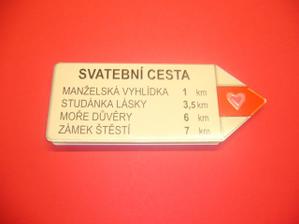 SVATEBNÍ CESTA
MANŽELSKÁ VYHLÍDKA 1 km
STUDÁNKA LÁSKY 3,5 km
MOŘE DŮVĚRY 6 km
ZÁMEK ŠTĚSTÍ 7 km